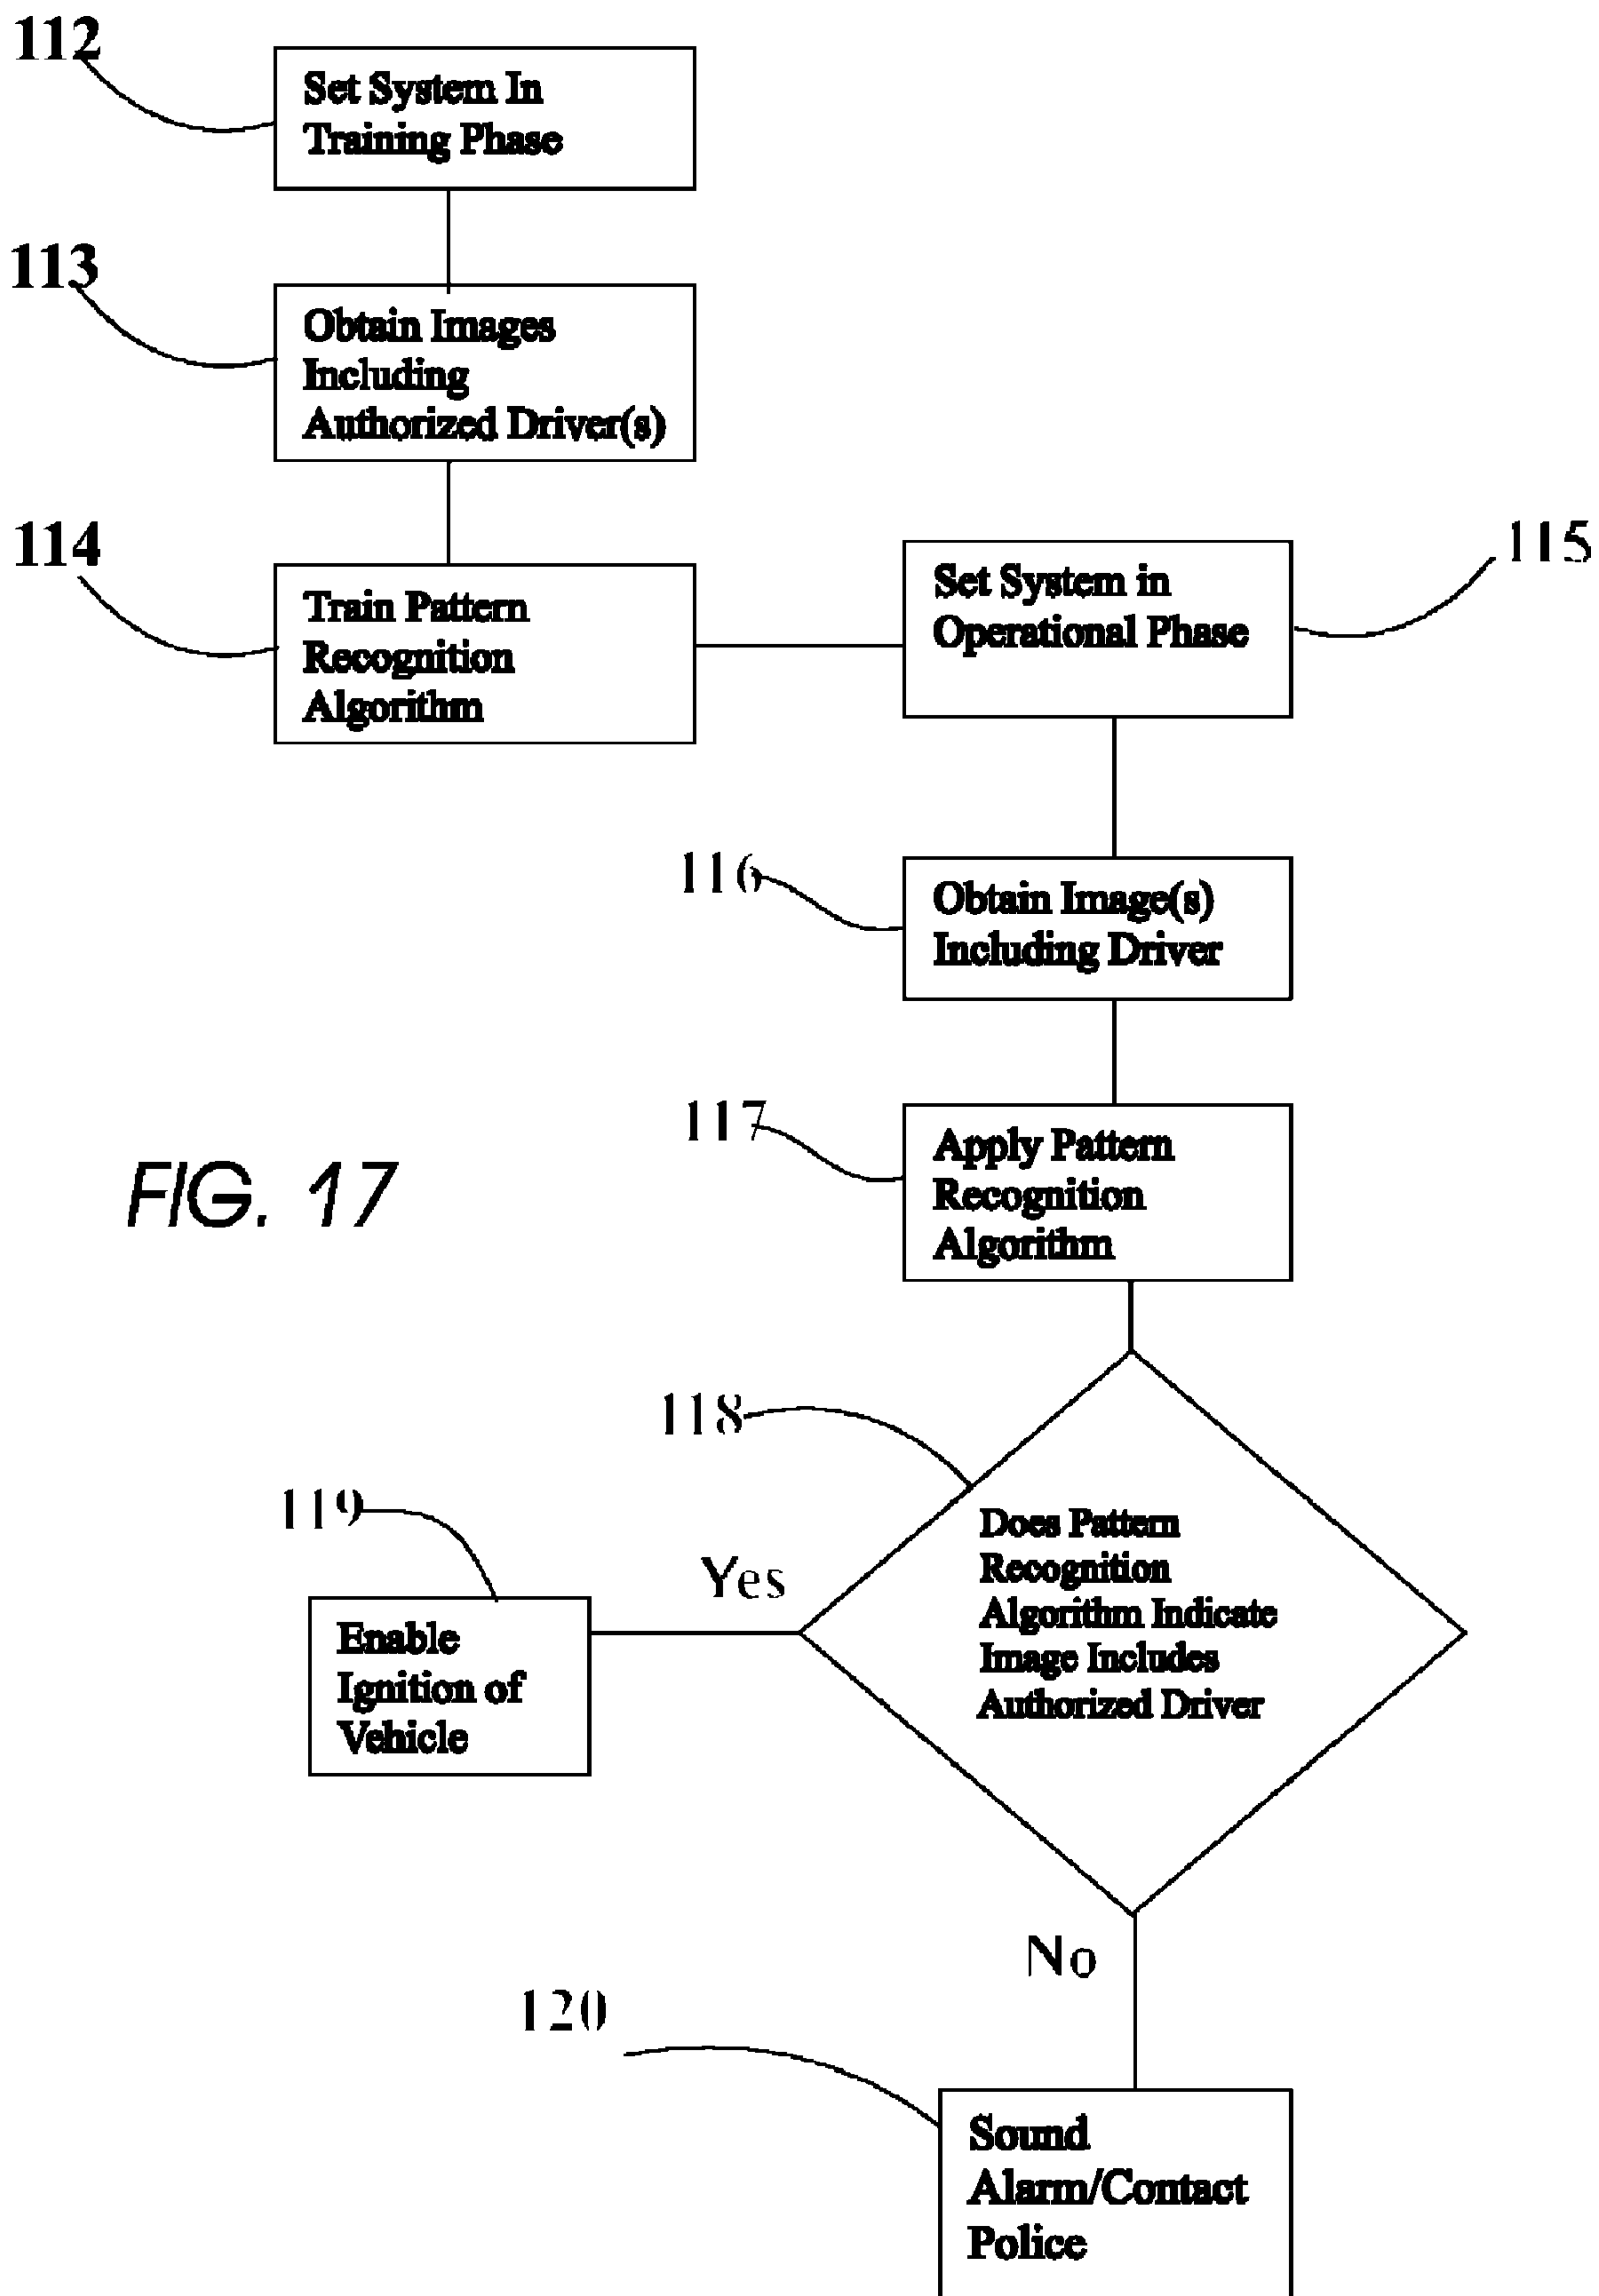 112
Set System In
Training Phase
113
Obtain Images
Including
Authorized Driver(s)
114
Train Pattern
Recognition
Algorithm
115
Set System in
Operational Phase
116
Obtain Image(s)
Including Driver
117
Apply Pattern
Recognition
Algorithm
FIG. 17
118
Does Pattern
Recognition
Algorithm Indicate
Image Includes
Authorized Driver
119
Yes
Enable
Ignition of
Vehicle
No
120
Sound
Alarm/Contact
Police